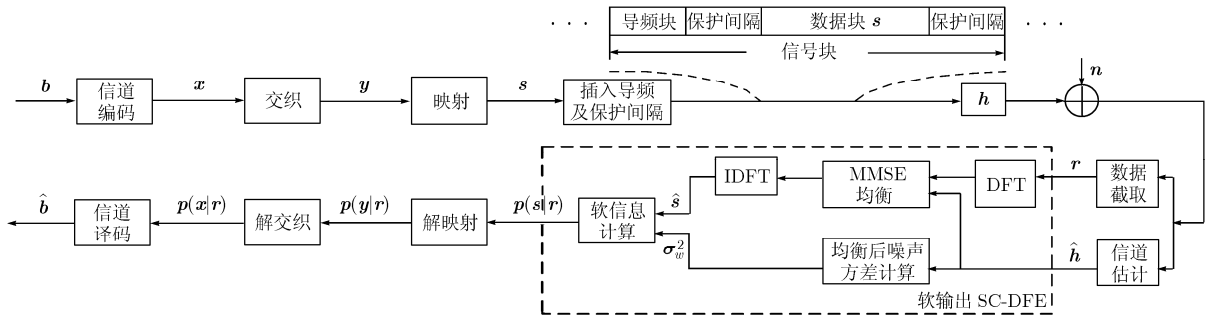 · · · 导频块 保护间隔 数据块 s 保护间隔 · · ·
信号块
b 信道编码 x 交织 y 映射 s 插入导频及保护间隔 h n
b̂ 信道译码 p(x|r) 解交织 p(y|r) 解映射 p(s|r) 软信息计算 ŝ IDFT MMSE均衡 DFT r 数据截取
σ_w^2 均衡后噪声方差计算 ĥ 信道估计
软输出 SC-DFE